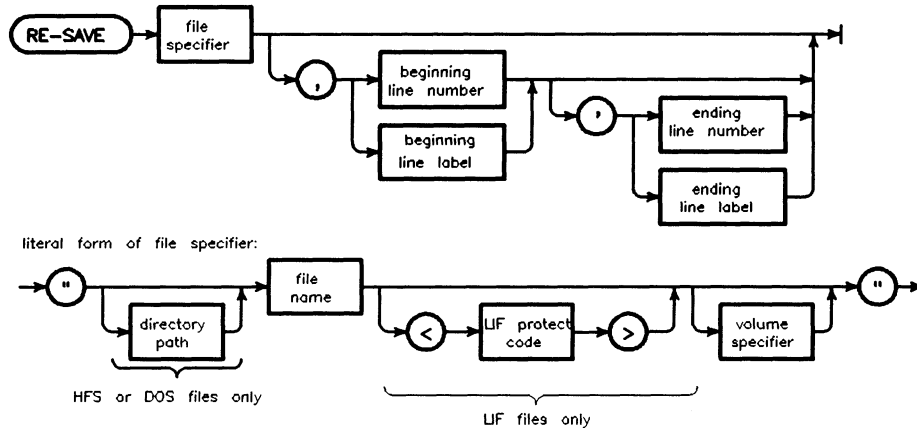 RE-SAVE
file
specifier
,
beginning
line number
beginning
line label
,
ending
line number
ending
line label
literal form of file specifier:
"
directory
path
HFS or DOS files only
file
name
<
LIF protect
code
>
LIF files only
volume
specifier
"